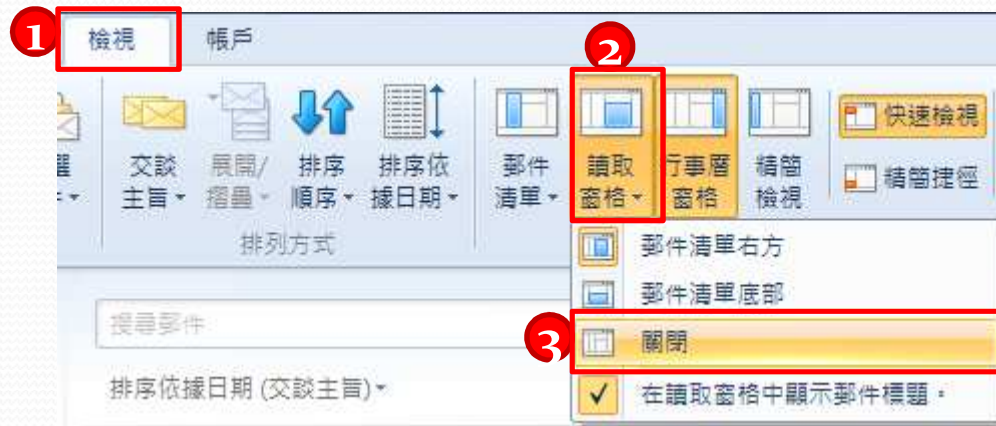 1
檢視 帳戶
2
交談
主旨
展開/
摺疊
排序
順序
排序依
據日期
郵件
清單
讀取
窗格
行事曆
窗格
精簡
檢視
快速檢視
精簡捷徑
排列方式
郵件清單右方
郵件清單底部
搜尋郵件
3
關閉
排序依據日期 (交談主旨)
在讀取窗格中顯示郵件標題。